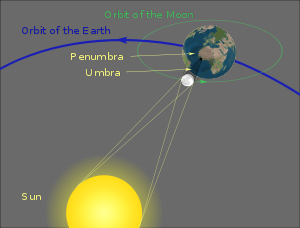 Orbit of the Moon
Orbit of the Earth
Penumbra
Umbra
Sun